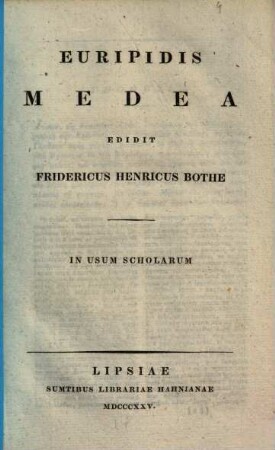 EURIPIDIS
MEDEA
EDIDIT
FRIDERICUS HENRICUS BOTHE
IN USUM SCHOLARUM
LIPSIAE
SUMTIBUS LIBRARIAE HAHNIANAE
MDCCCXXV.